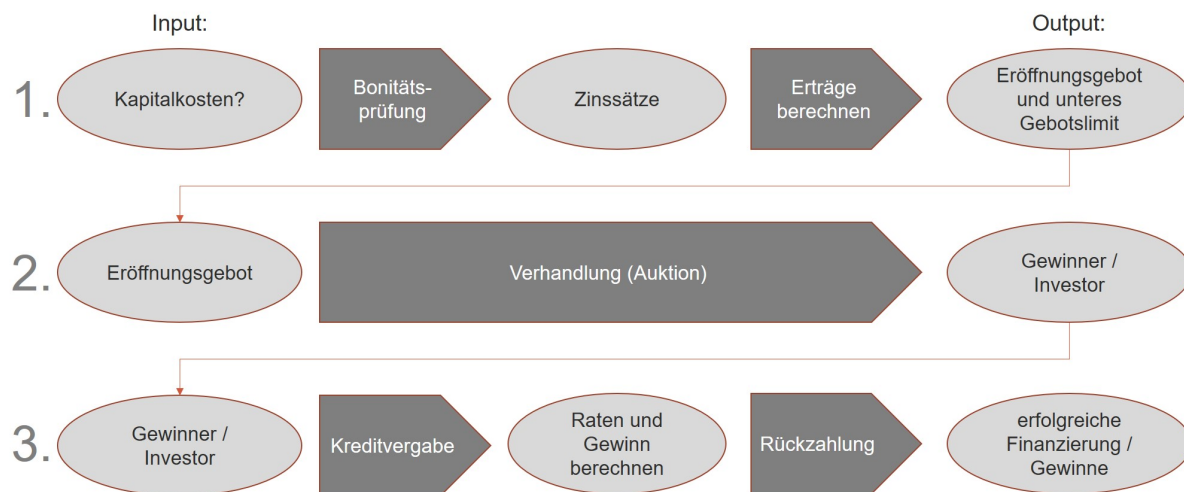 Input:
Output:
1.
Kapitalkosten?
Bonitäts-
prüfung
Zinssätze
Erträge
berechnen
Eröffnungsgebot
und unteres
Gebotslimit
2.
Eröffnungsgebot
Verhandlung (Auktion)
Gewinner /
Investor
3.
Gewinner /
Investor
Kreditvergabe
Raten und
Gewinn
berechnen
Rückzahlung
erfolgreiche
Finanzierung /
Gewinne